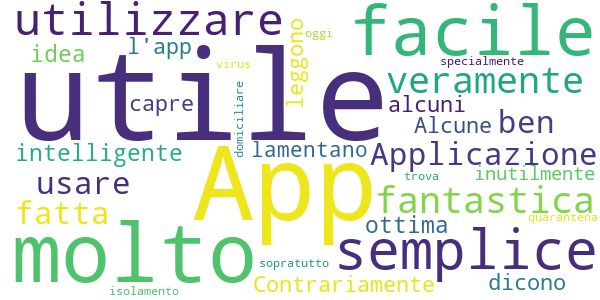 utilizzare
facile
idea
l'app
leggono
oggi
utile
virus
specialmente
veramente
capre
domiciliare
alcuni
Alcune
ben
intelligente
lamentano
Applicazione
usare
App
trova
inutilmente
fantastica
fatta
ottima
quarantena
molto
semplice
sopratutto
Contrariamente
dicono
isolamento